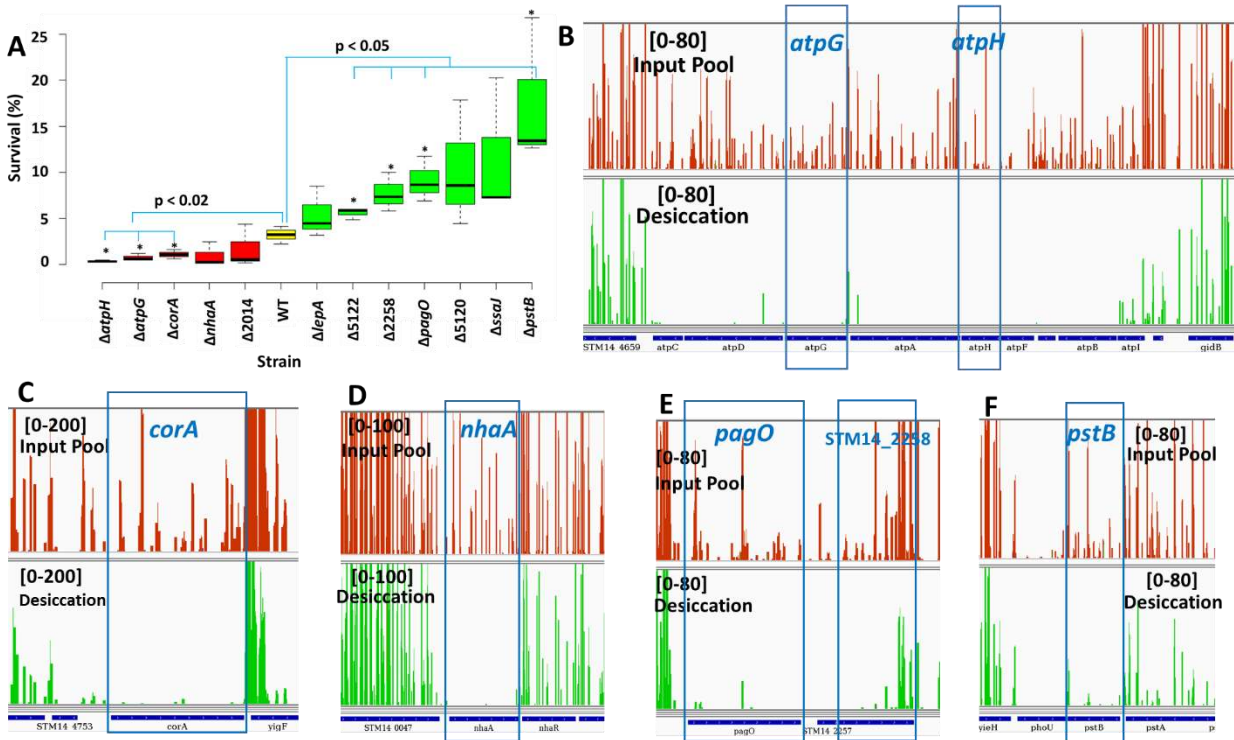 A
25
20
15
10
5
0
Survival (%)
p < 0.05
p < 0.02
*
*
*
*
*
*
*
ΔatpH
ΔatpG
ΔcorA
ΔnhaA
Δ2014
WT
ΔlepA
Δ5122
Δ2258
ΔpagO
Δ5120
ΔssaJ
ΔpstB
Strain
B
[0-80]
Input Pool
atpG
atpH
[0-80]
Desiccation
STM14_4659
atpC
atpD
atpG
atpA
atpH
atpF
atpB
atpI
gidB
C
[0-200]
Input Pool
corA
[0-200]
Desiccation
STM14_4753
corA
yigF
D
[0-100]
Input Pool
nhaA
[0-100]
Desiccation
STM14_0047
nhaA
nhaR
E
[0-80]
Input Pool
pagO
STM14_2258
[0-80]
Desiccation
pagO
STM14_2257
F
pstB
[0-80]
Input Pool
[0-80]
Desiccation
yieH
phoU
pstB
pstA